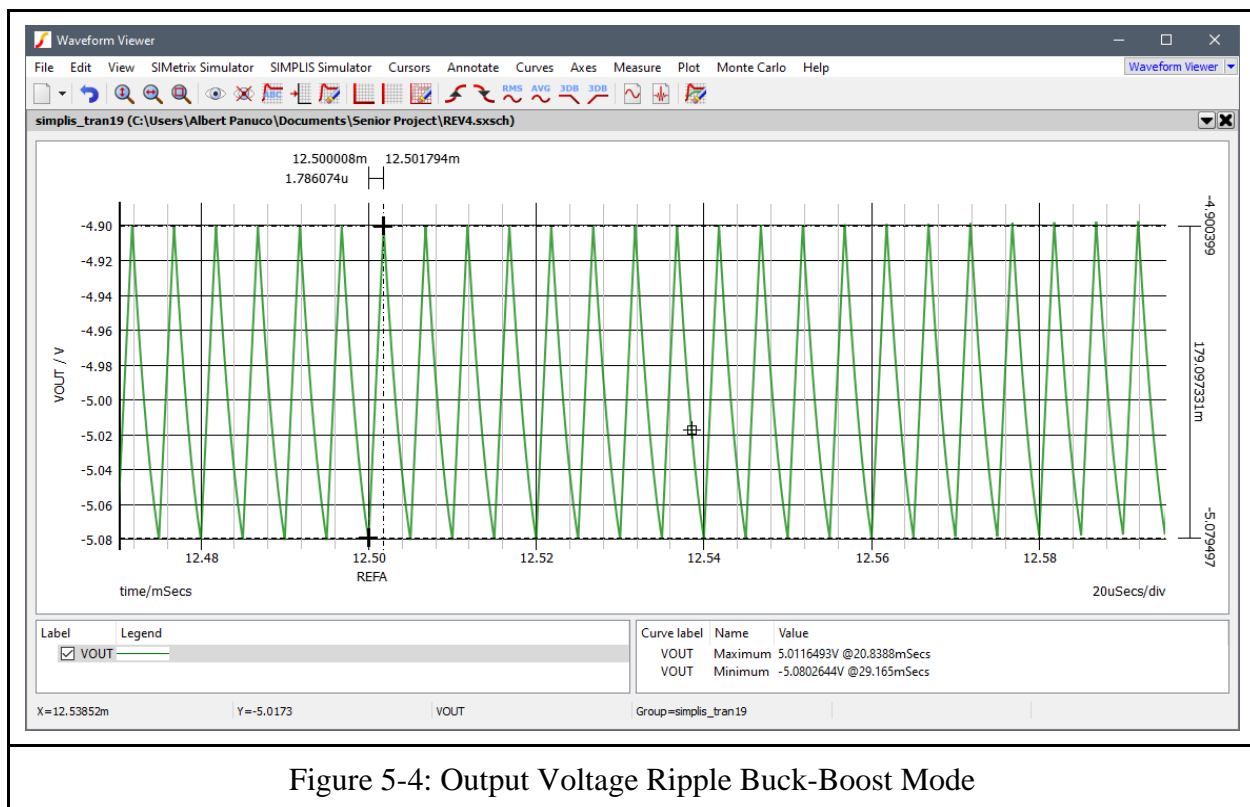 Waveform Viewer
File Edit View SIMetrix Simulator SIMPLIS Simulator Cursors Annotate Curves Axes Measure Plot Monte Carlo Help Waveform Viewer
ABC RMS AVG 3DB 3DB
simplis_tran19 (C:\Users\Albert Panuco\Documents\Senior Project\REV4.sxsch)
12.500008m 12.501794m
1.786074u
-4.90
-4.92
-4.94
-4.96
-4.98
-5.00
-5.02
-5.04
-5.06
-5.08
VOUT / V
-4.900399
179.097331m
-5.079497
12.48 12.50 12.52 12.54 12.56 12.58
REFA
time/mSecs 20uSecs/div
Label Legend
VOUT
Curve label Name Value
VOUT Maximum 5.0116493V @20.8388mSecs
VOUT Minimum -5.0802644V @29.165mSecs
X=12.53852m Y=-5.0173 VOUT Group=simplis_tran19
Figure 5-4: Output Voltage Ripple Buck-Boost Mode